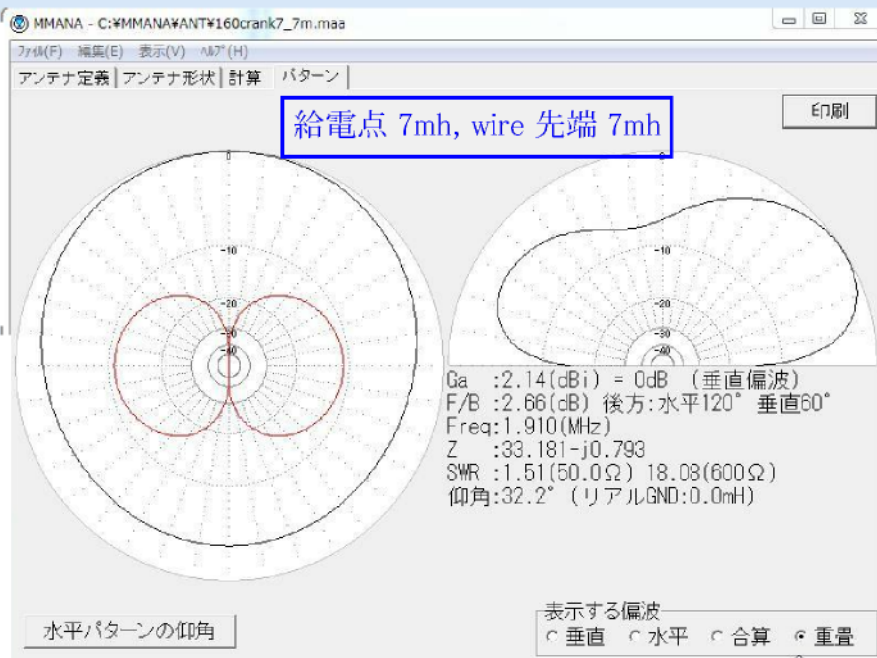 MMANA - C:¥MMANA¥ANT¥160crank7_7m.maa
ファイル(F) 編集(E) 表示(V) ヘルプ(H)
アンテナ定義 アンテナ形状 計算 パターン
給電点 7mh, wire 先端 7mh
印刷
0
-10
-20
-30
-40
0
-10
-20
-30
-40
Ga :2.14(dBi) = 0dB (垂直偏波)
F/B :2.66(dB) 後方:水平120° 垂直60°
Freq:1.910(MHz)
Z :33.181-j0.793
SWR :1.51(50.0Ω) 18.08(600Ω)
仰角:32.2° (リアルGND:0.0mH)
水平パターンの仰角
表示する偏波
垂直 水平 合算 重畳